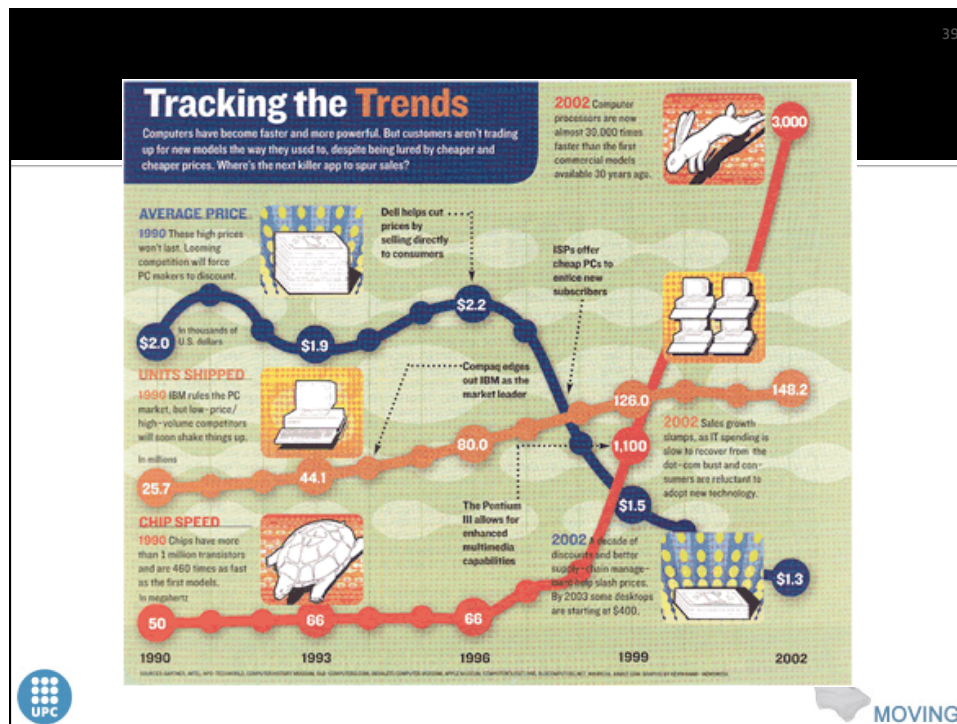 39
Tracking the Trends
Computers have become faster and more powerful. But customers aren't trading
up for new models the way they used to, despite being lured by cheaper and
cheaper prices. Where's the next killer app to spur sales?
2002 Computer
processors are now
almost 30,000 times
faster than the first
commercial models
available 30 years ago.
3,000
AVERAGE PRICE
1990 These high prices
won't last. Looming
competition will force
PC makers to discount.
Dell helps cut
prices by
selling directly
to consumers
ISPs offer
cheap PCs to
entice new
subscribers
$2.0
In thousands of
U.S. dollars
$1.9
$2.2
UNITS SHIPPED
1990 IBM rules the PC
market, but low-price/
high-volume competitors
will soon shake things up.
In millions
Compaq edges
out IBM as the
market leader
25.7
44.1
80.0
126.0
148.2
1,100
2002 Sales growth
slumps, as IT spending is
slow to recover from the
dot-com bust and con-
sumers are reluctant to
adopt new technology.
$1.5
CHIP SPEED
1990 Chips have more
than 1 million transistors
and are 460 times as fast
as the first models.
In megahertz
The Pentium
III allows for
enhanced
multimedia
capabilities
2002 A decade of
discounts and better
supply-chain manage-
ment help slash prices.
By 2003 some desktops
are starting at $400.
$1.3
50
66
66
1990
1993
1996
1999
2002
UPC
MOVING